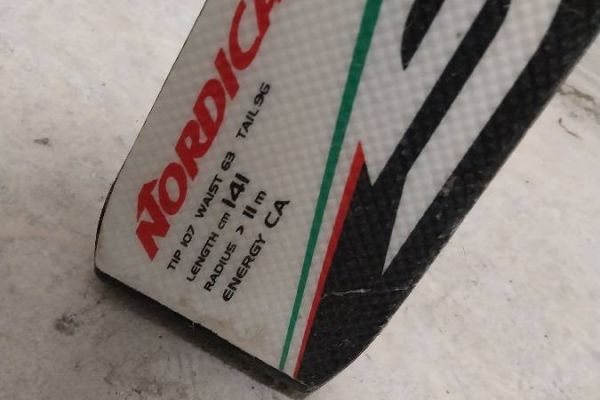 NORDICA
TIP 107 WAIST 63 TAIL 96
LENGTH cm 141
RADIUS > 11 m
ENERGY CA